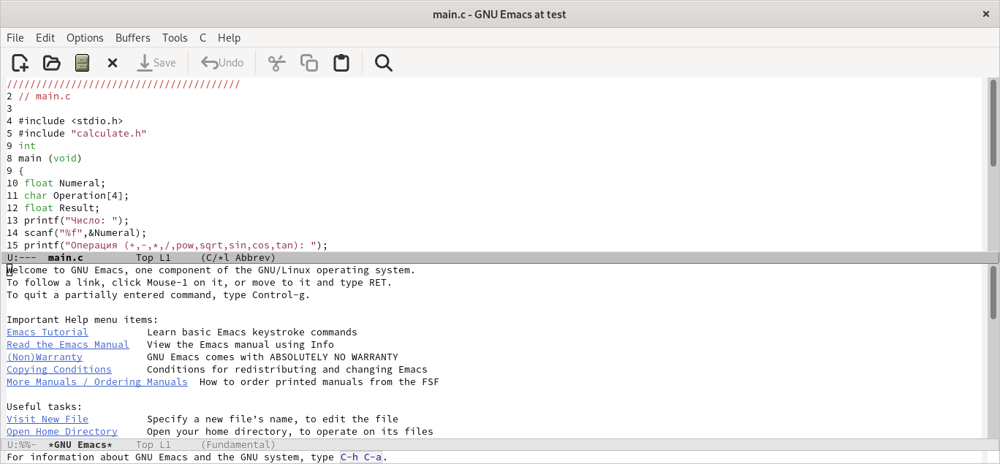 main.c - GNU Emacs at test
File Edit Options Buffers Tools C Help
Save Undo
////////////////////////////////////////
2 // main.c
3
4 #include <stdio.h>
5 #include "calculate.h"
9 int
8 main (void)
9 {
10 float Numeral;
11 char Operation[4];
12 float Result;
13 printf("Число: ");
14 scanf("%f",&Numeral);
15 printf("Операция (+,-,*,/,pow,sqrt,sin,cos,tan): ");
U:--- main.c Top L1 (C/*l Abbrev)
Welcome to GNU Emacs, one component of the GNU/Linux operating system.
To follow a link, click Mouse-1 on it, or move to it and type RET.
To quit a partially entered command, type Control-g.
Important Help menu items:
Emacs Tutorial Learn basic Emacs keystroke commands
Read the Emacs Manual View the Emacs manual using Info
(Non)Warranty GNU Emacs comes with ABSOLUTELY NO WARRANTY
Copying Conditions Conditions for redistributing and changing Emacs
More Manuals / Ordering Manuals How to order printed manuals from the FSF
Useful tasks:
Visit New File Specify a new file’s name, to edit the file
Open Home Directory Open your home directory, to operate on its files
U:%%- *GNU Emacs* Top L1 (Fundamental)
For information about GNU Emacs and the GNU system, type C-h C-a.